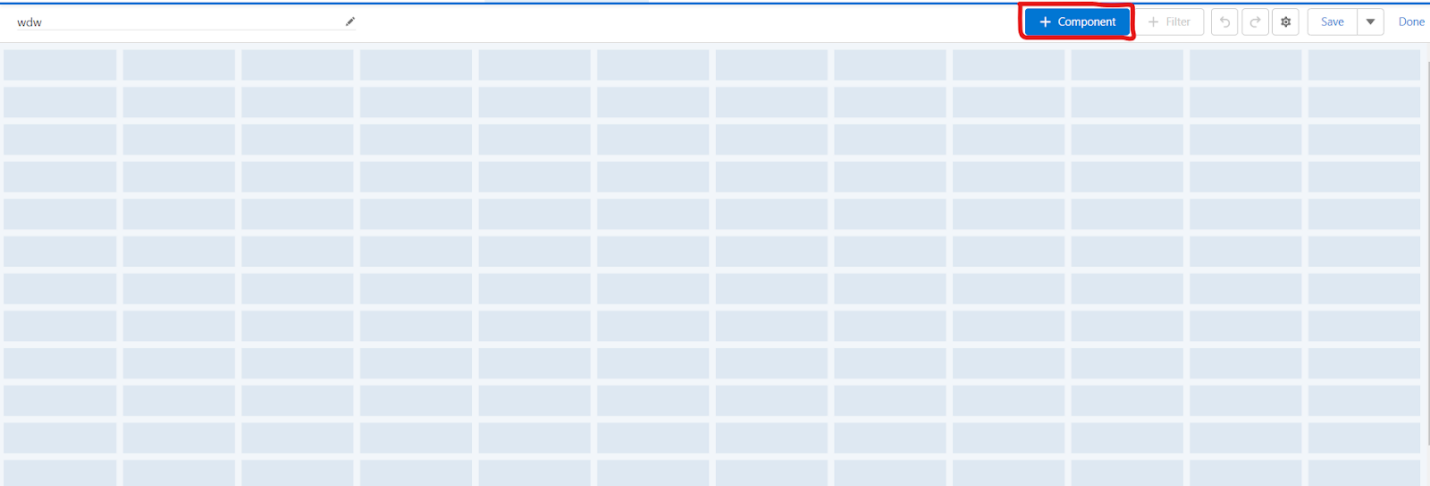 wdw
+ Component
+ Filter
Save
Done